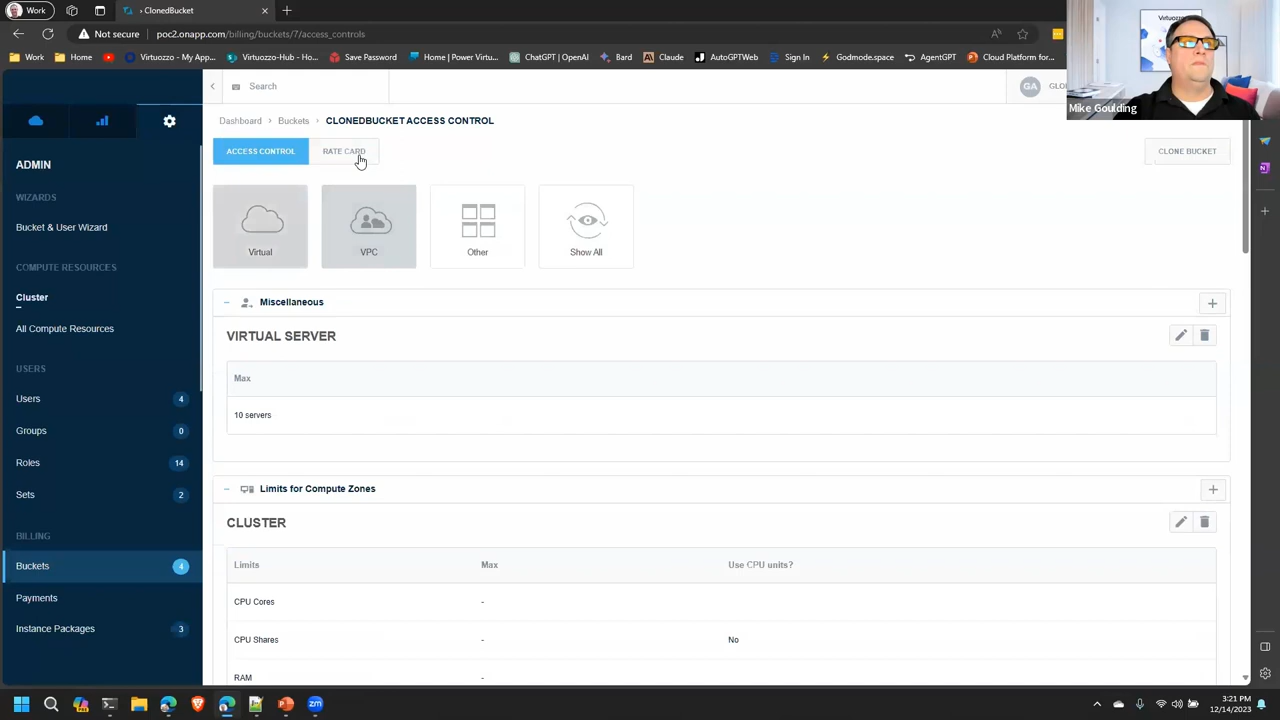 Work
ClonedBucket
Not secure
poc2.onapp.com/billing/buckets/7/access_controls
Work
Home
Virtuozzo - My App...
Virtuozzo-Hub - Ho...
Save Password
Home | Power Virtu...
ChatGPT | OpenAI
Bard
Claude
AutoGPTWeb
Sign In
Godmode.space
AgentGPT
Virtuozzo
Mike Goulding
Search
GA
GLO
Dashboard > Buckets > CLONEDBUCKET ACCESS CONTROL
ACCESS CONTROL
RATE CARD
CLONE BUCKET
Virtual
VPC
Other
Show All
ADMIN
WIZARDS
Bucket & User Wizard
COMPUTE RESOURCES
Cluster
All Compute Resources
USERS
Users 4
Groups 0
Roles 14
Sets 2
BILLING
Buckets 4
Payments
Instance Packages 3
Miscellaneous
VIRTUAL SERVER
Max
10 servers
Limits for Compute Zones
CLUSTER
Limits Max Use CPU units?
CPU Cores -
CPU Shares - No
RAM -
3:21 PM
12/14/2023